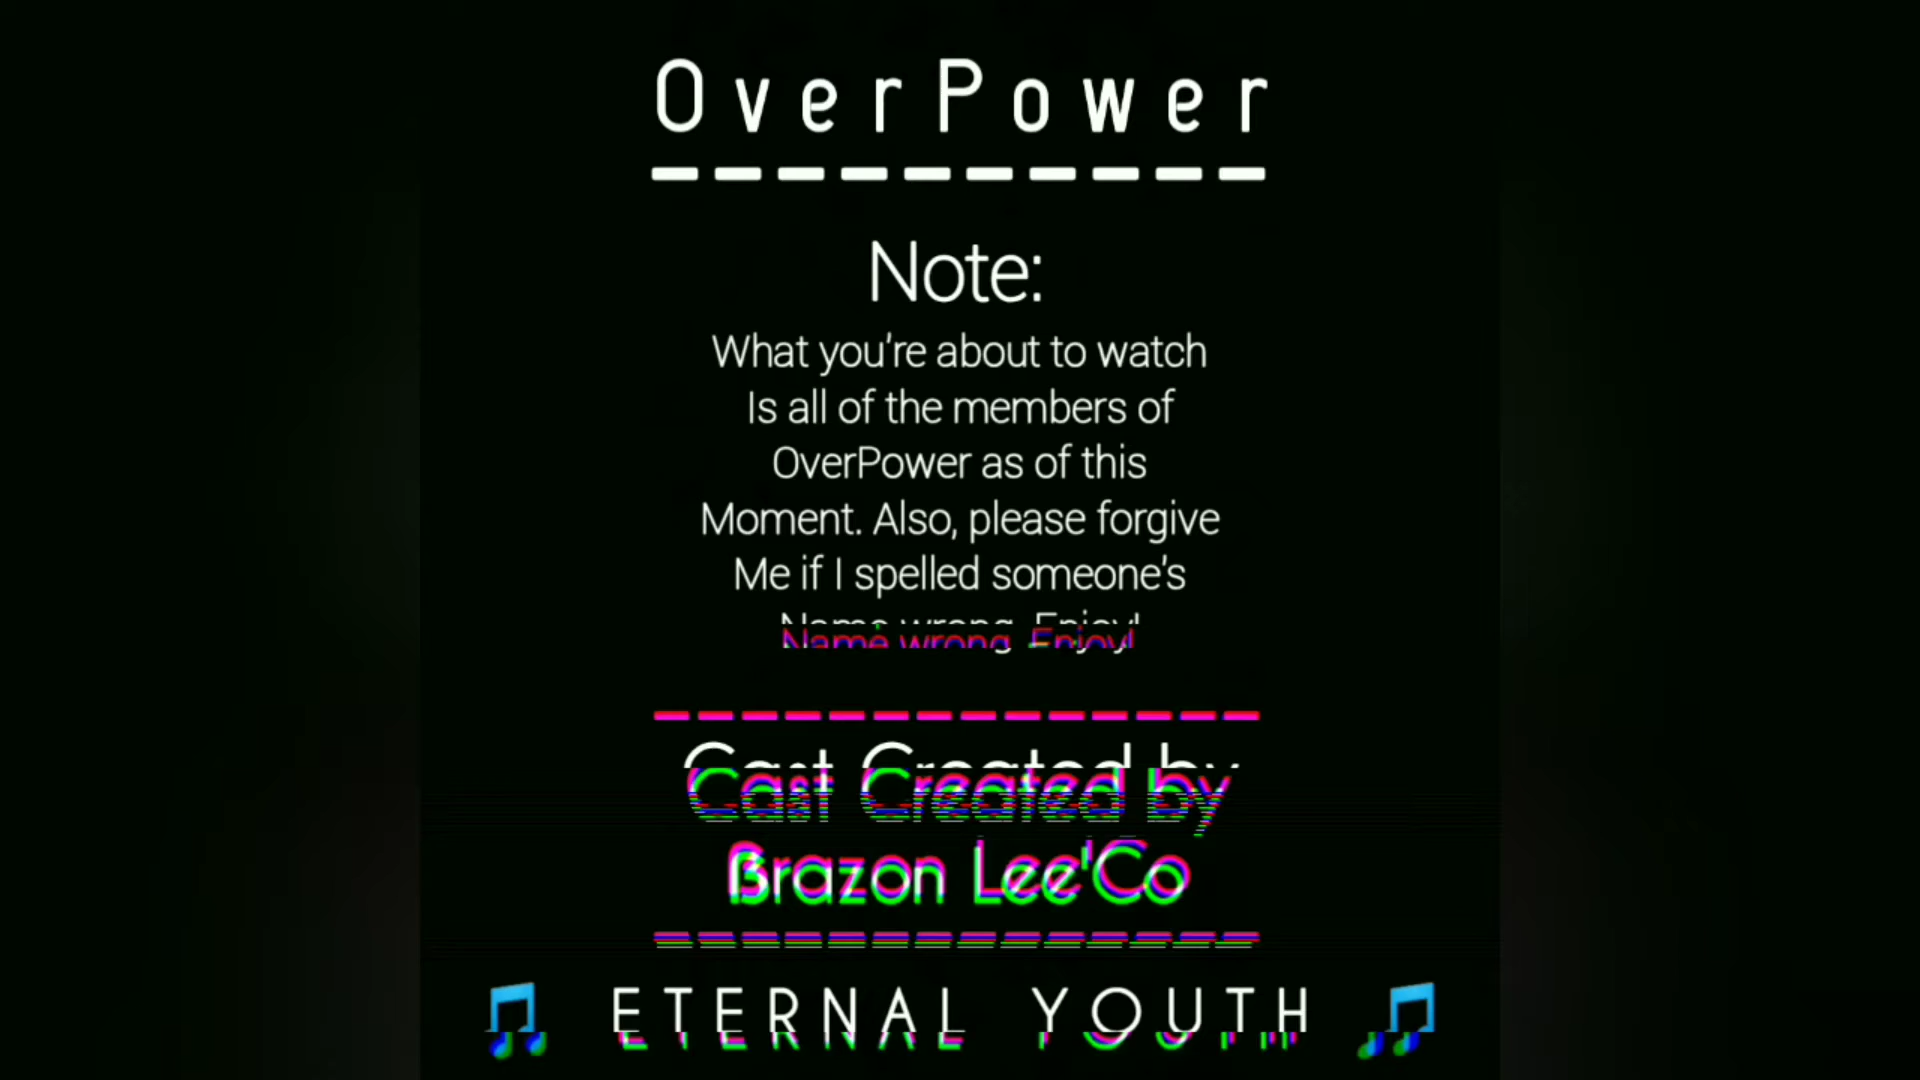 OverPower
Note:
What you're about to watch
Is all of the members of
OverPower as of this
Moment. Also, please forgive
Me if I spelled someone's
Name wrong. Enjoy!
Cast Created by
Brazon Lee'Co
🎵 ETERNAL YOUTH 🎵